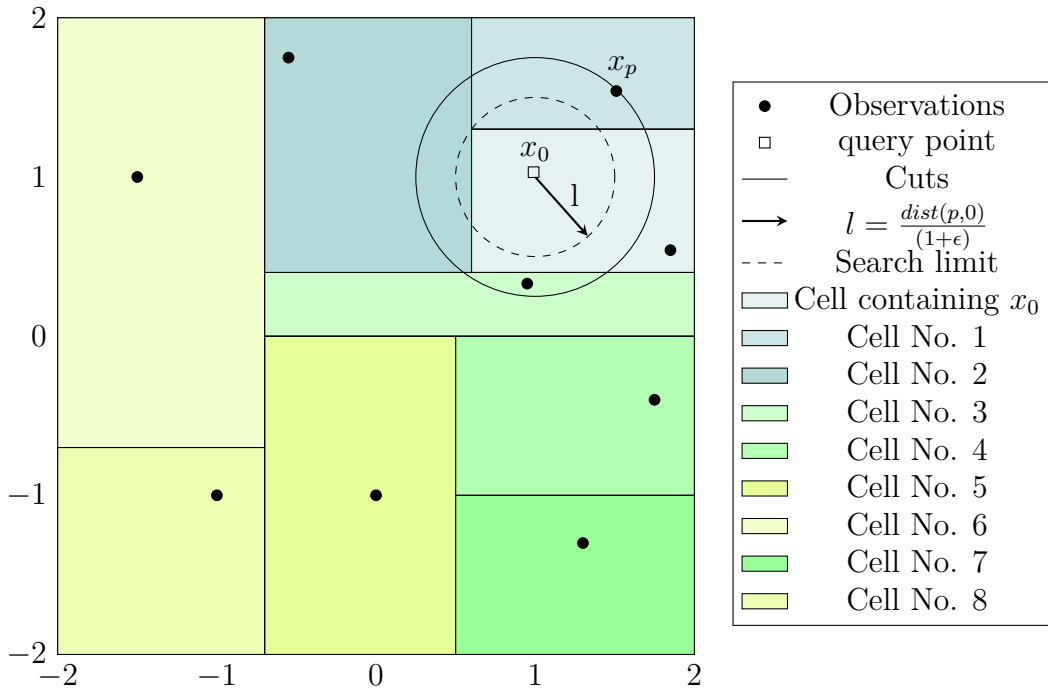 2
1
0
−1
−2
−2
−1
0
1
2
x_p
x_0
l
Observations
query point
Cuts
l = \frac{dist(p,0)}{(1+ϵ)}
Search limit
Cell containing x_0
Cell No. 1
Cell No. 2
Cell No. 3
Cell No. 4
Cell No. 5
Cell No. 6
Cell No. 7
Cell No. 8